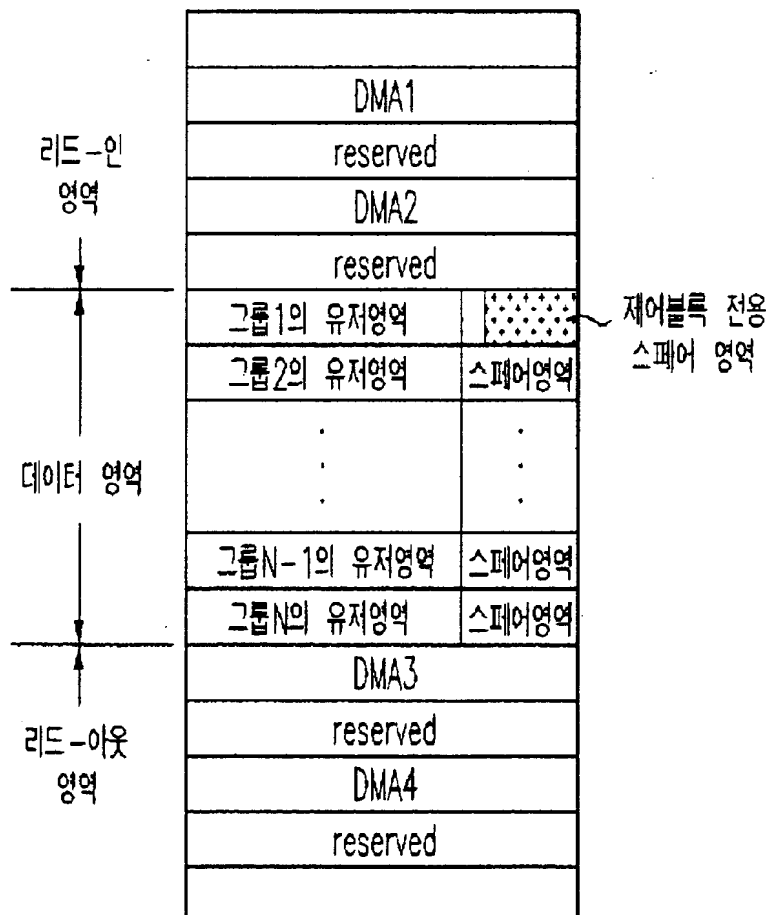 DMA1
reserved
리드-인
영역
DMA2
reserved
그룹1의 유저영역
제어블록 전용
스페어 영역
그룹2의 유저영역 스페어영역
데이터 영역
그룹N-1의 유저영역 스페어영역
그룹N의 유저영역 스페어영역
DMA3
reserved
리드-아웃
영역
DMA4
reserved